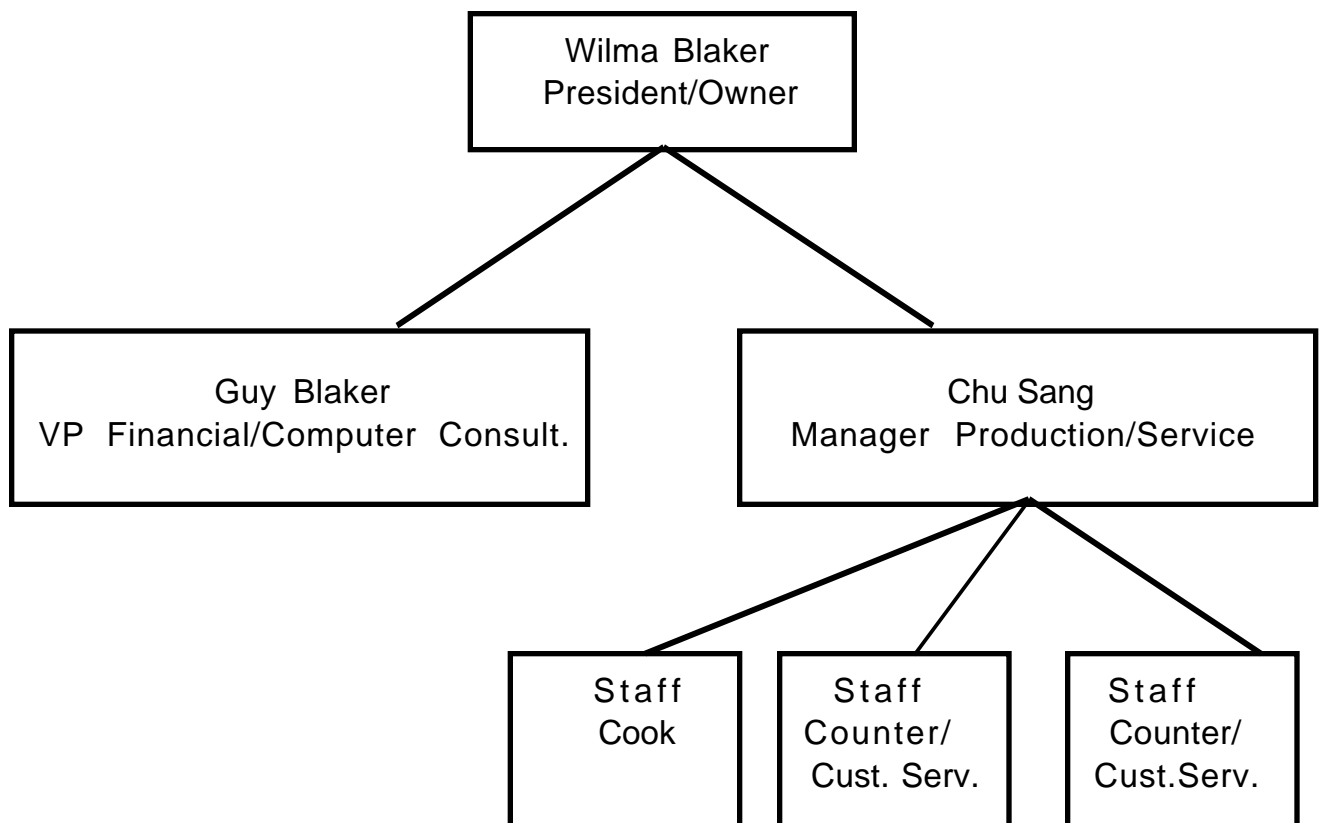 Wilma Blaker
President/Owner
Guy Blaker
VP Financial/Computer Consult.
Chu Sang
Manager Production/Service
Staff
Cook
Staff
Counter/
Cust. Serv.
Staff
Counter/
Cust.Serv.